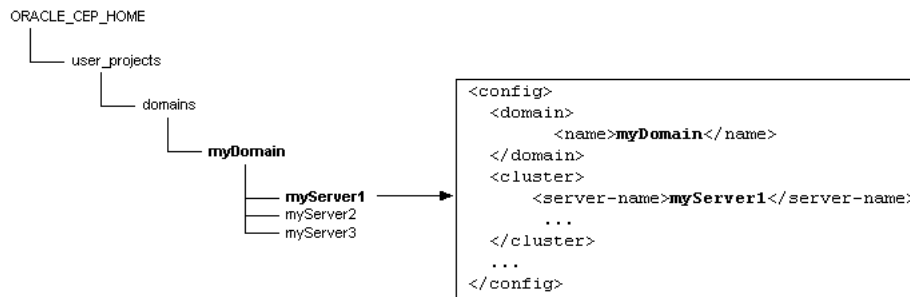 ORACLE_CEP_HOME
user_projects
domains
myDomain
myServer1
myServer2
myServer3
<config>
<domain>
<name>myDomain</name>
</domain>
<cluster>
<server-name>myServer1</server-name>
...
</cluster>
...
</config>